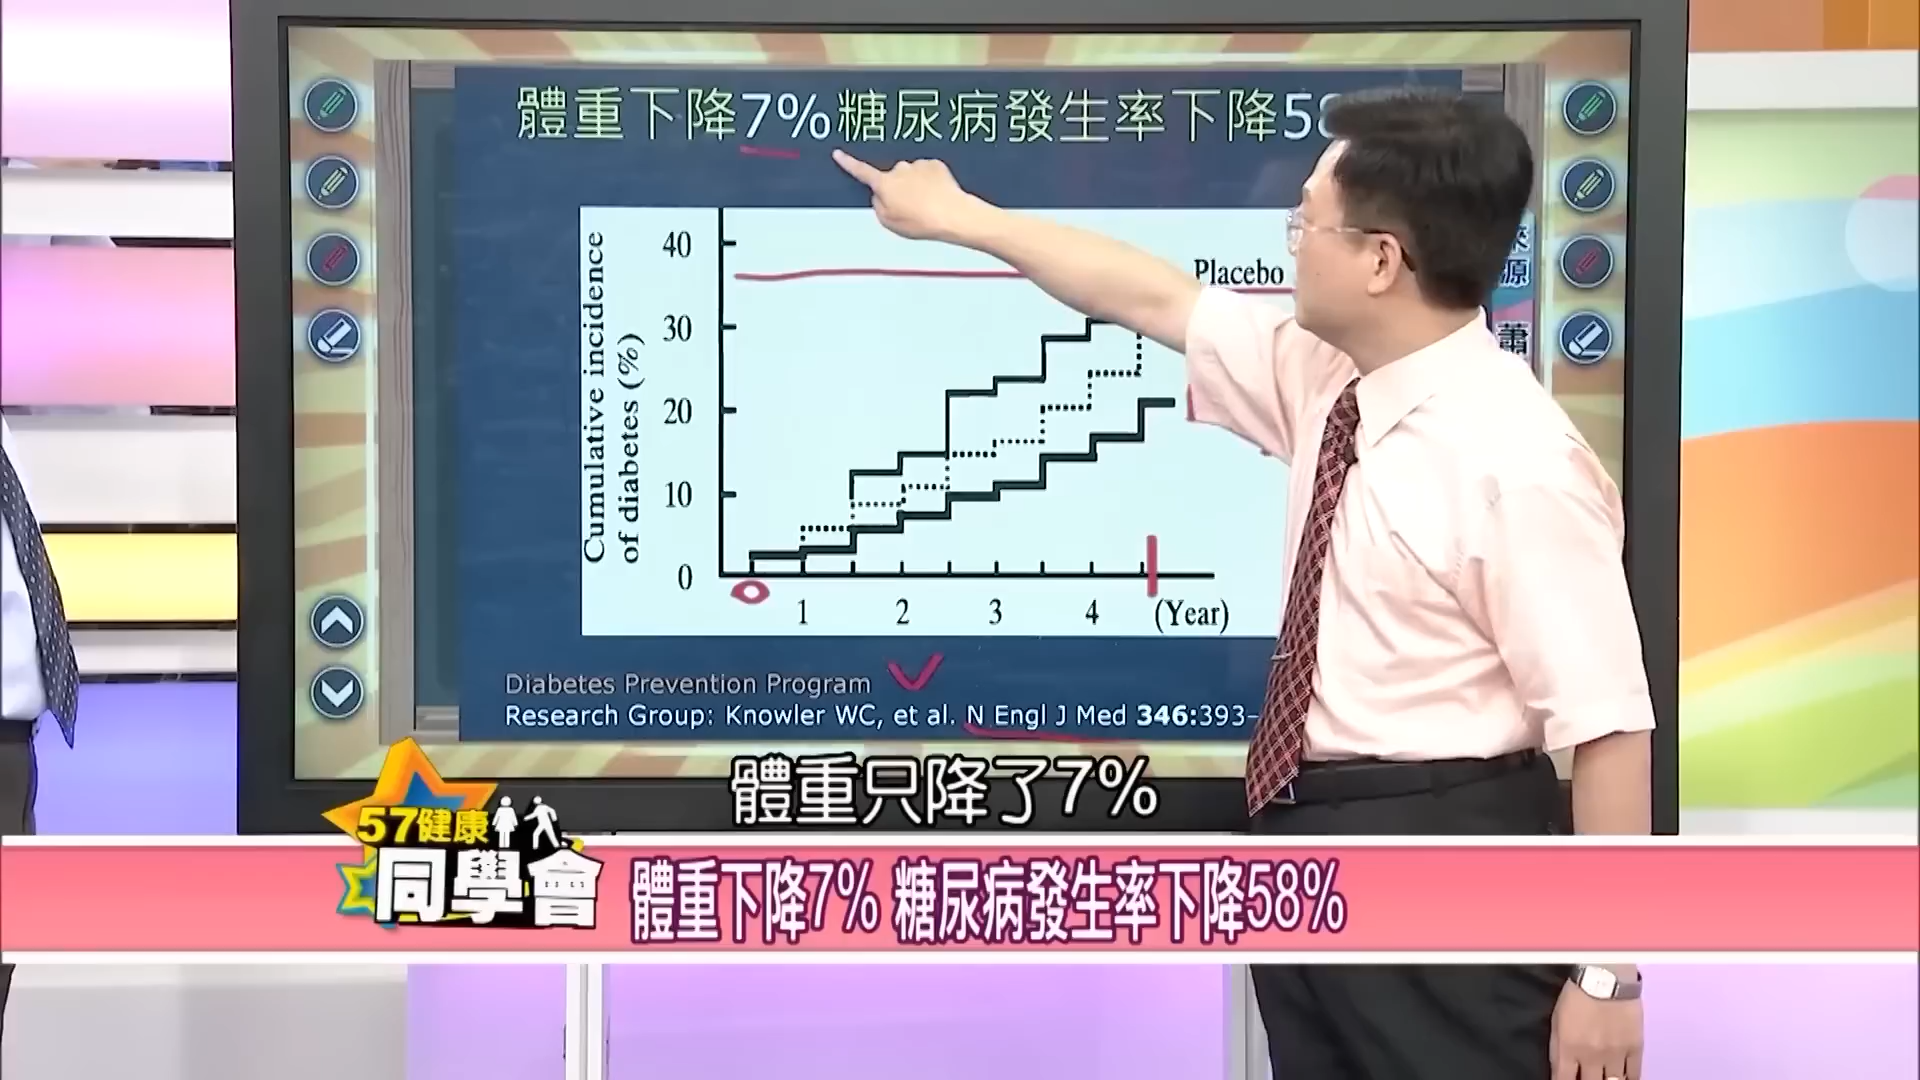 體重下降7%糖尿病發生率下降5
來源
蕭
Cumulative incidence
of diabetes (%)
40
30
20
10
0
Placebo
1 2 3 4 (Year)
Diabetes Prevention Program
Research Group: Knowler WC, et al. N Engl J Med 346:393–
體重只降了7%
57健康
同學會
體重下降7% 糖尿病發生率下降58%